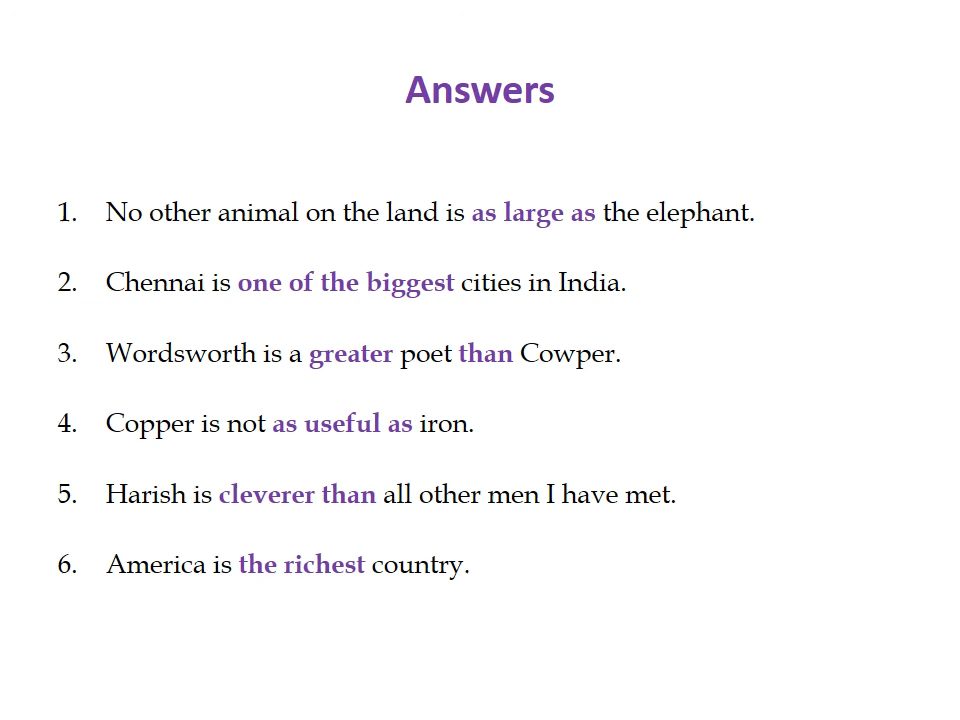 Answers
1. No other animal on the land is as large as the elephant.
2. Chennai is one of the biggest cities in India.
3. Wordsworth is a greater poet than Cowper.
4. Copper is not as useful as iron.
5. Harish is cleverer than all other men I have met.
6. America is the richest country.